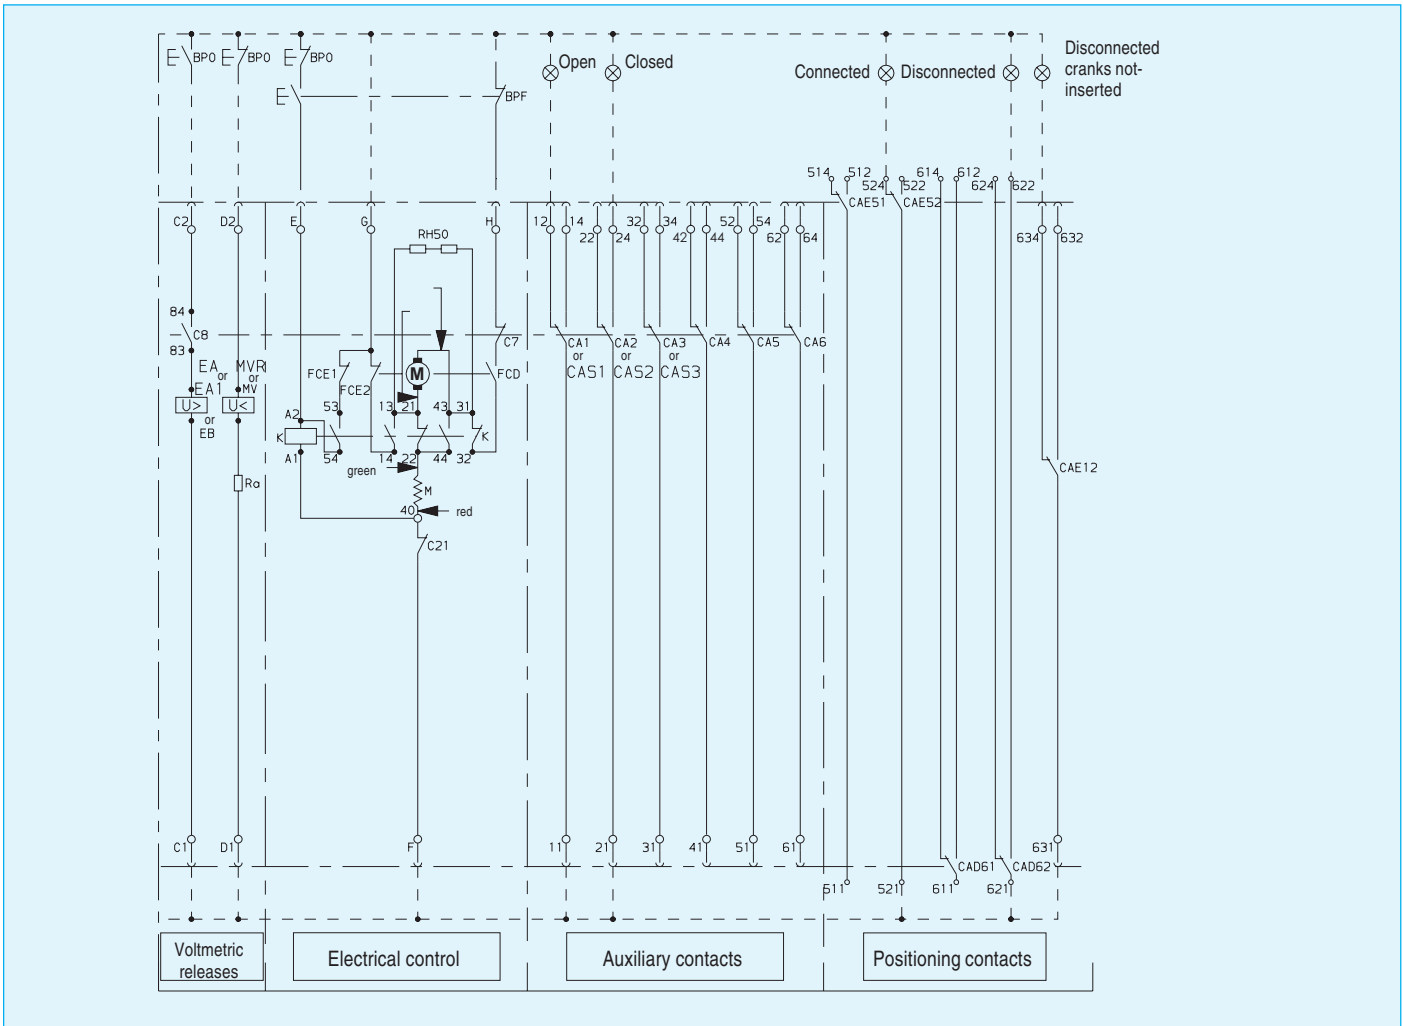 BPO BPO BPO
Open
Closed
Connected
Disconnected
Disconnected
cranks not-
inserted
BPF
514 512 524 522 614 612 624 622
CAE51 CAE52
C2 D2 E G H 12 14 22 24 32 34 42 44 52 54 62 64 634 632
RH50
84
C8
83
C7
CA1
or
CAS1
CA2
or
CAS2
CA3
or
CAS3
CA4
CA5
CA6
EA
or
EA1
MVR
or
MV
FCE1
FCE2
M
FCD
U>
U<
or
EB
53 13 21 43 31
A2
K
K
A1 54 14 22 44 32
green
CAE12
Ra
M
40
red
C21
C1 D1 F 11 21 31 41 51 61 631
CAD61 CAD62
511 521 611 621
Voltmetric
releases
Electrical control
Auxiliary contacts
Positioning contacts